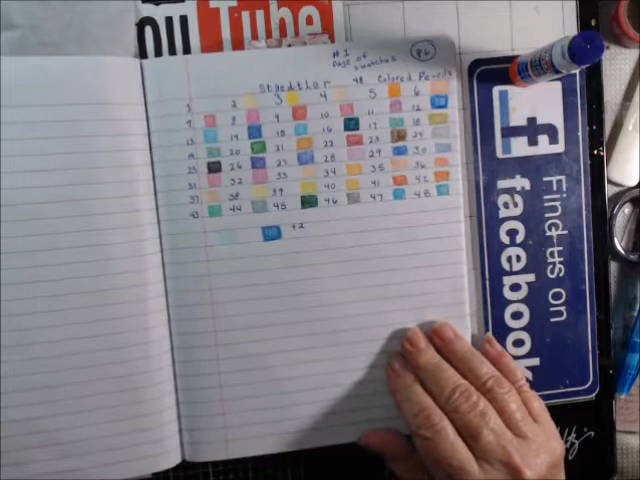 ou Tube
#1
Page of
swatches
P6
Stedtler 48 Colored Pencils
1 2 3 4 5 6
7 8 9 10 11 12
13 14 15 16 17 18
19 20 21 22 23 24
25 26 27 28 29 30
31 32 33 34 35 36
37 38 39 40 41 42
43 44 45 46 47 48
+2
f
Find us on
facebook